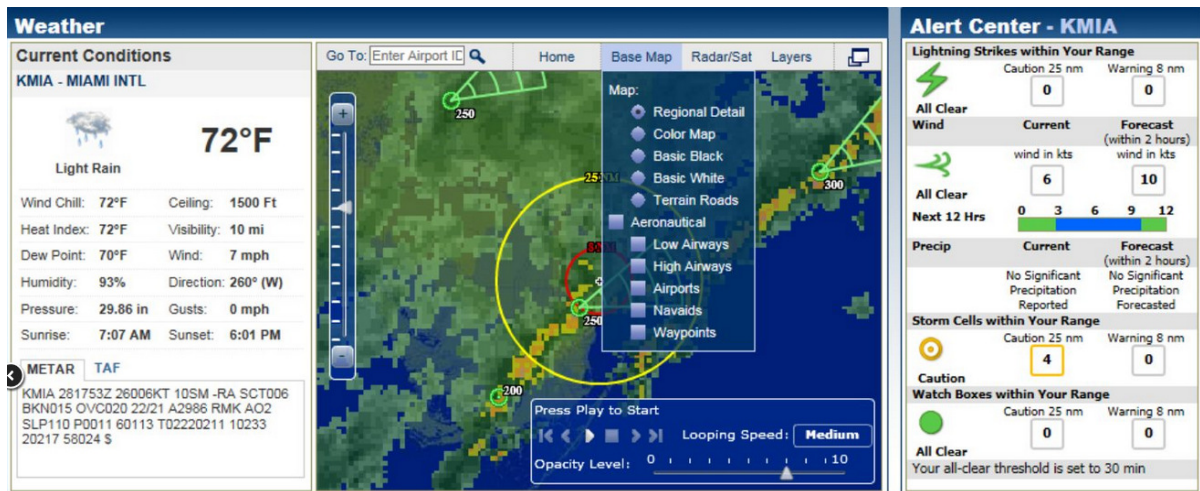 Weather
Current Conditions
KMIA - MIAMI INTL
72°F
Light Rain
Wind Chill: 72°F Ceiling: 1500 Ft
Heat Index: 72°F Visibility: 10 mi
Dew Point: 70°F Wind: 7 mph
Humidity: 93% Direction: 260° (W)
Pressure: 29.86 in Gusts: 0 mph
Sunrise: 7:07 AM Sunset: 6:01 PM
METAR TAF
KMIA 281753Z 26006KT 10SM -RA SCT006
BKN015 OVC020 22/21 A2986 RMK AO2
SLP110 P0011 60113 T02220211 10233
20217 58024 $
Go To: Enter Airport ID Home Base Map Radar/Sat Layers
Map:
Regional Detail
Color Map
Basic Black
Basic White
Terrain Roads
Aeronautical
Low Airways
High Airways
Airports
Navaids
Waypoints
250
25NM
300
8NM
250
200
Press Play to Start
Looping Speed: Medium
Opacity Level: 0 10
Alert Center - KMIA
Lightning Strikes within Your Range
Caution 25 nm Warning 8 nm
0 0
All Clear
Wind Current Forecast
(within 2 hours)
wind in kts wind in kts
6 10
All Clear
Next 12 Hrs 0 3 6 9 12
Precip Current Forecast
(within 2 hours)
No Significant No Significant
Precipitation Precipitation
Reported Forecasted
Storm Cells within Your Range
Caution 25 nm Warning 8 nm
4 0
Caution
Watch Boxes within Your Range
Caution 25 nm Warning 8 nm
0 0
All Clear
Your all-clear threshold is set to 30 min